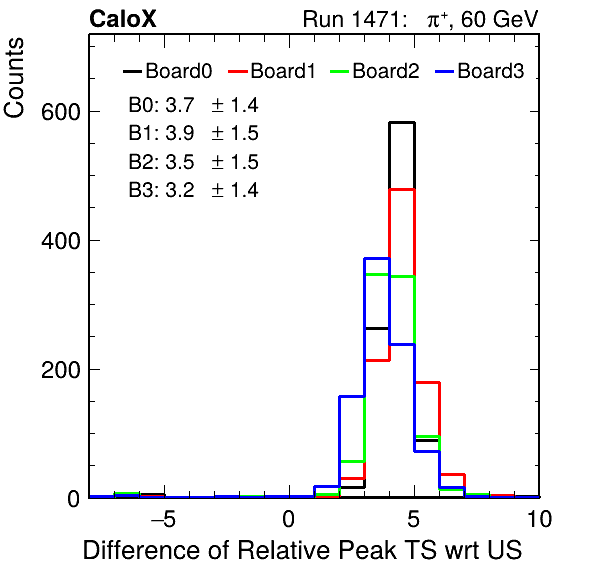 CaloX Run 1471: π⁺, 60 GeV
Counts
Board0 Board1 Board2 Board3
B0: 3.7 ± 1.4
B1: 3.9 ± 1.5
B2: 3.5 ± 1.5
B3: 3.2 ± 1.4
600
400
200
0
−5 0 5 10
Difference of Relative Peak TS wrt US